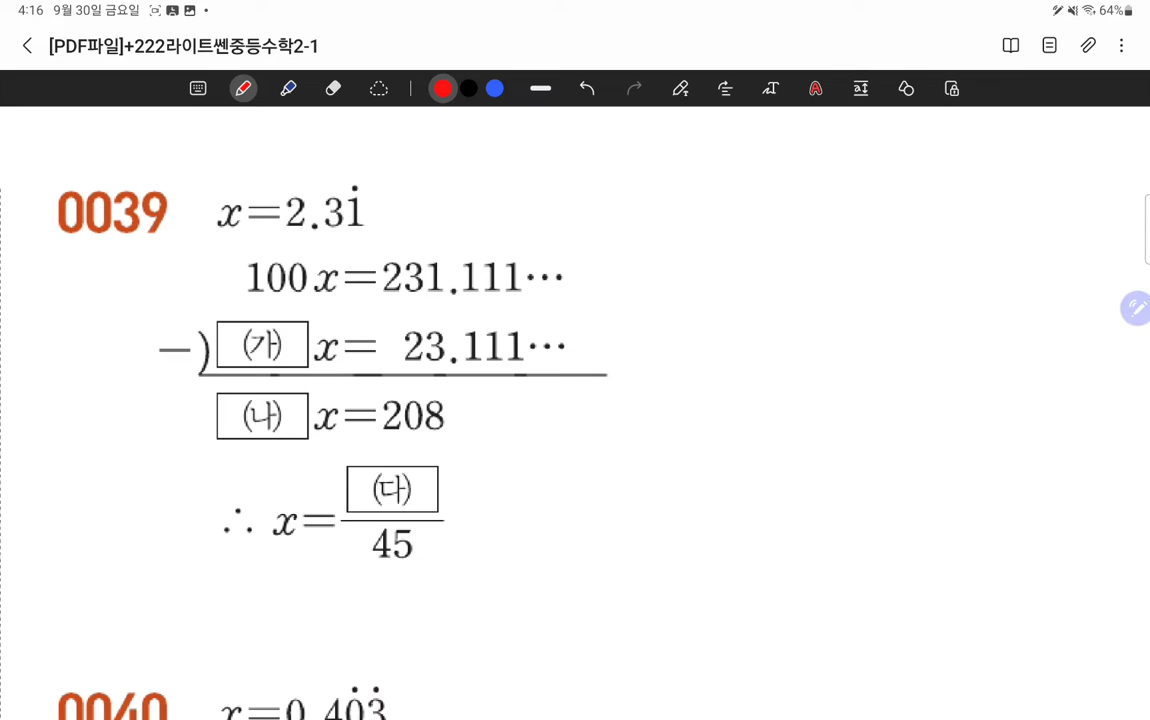 4:16 9월 30일 금요일 64%
[PDF파일]+222라이트쎈중등수학2-1
0039 x=2.31̇
100x=231.111⋯
−) (가) x= 23.111⋯
(나) x=208
∴ x= (다)
45
0040 x=0.40̇3̇